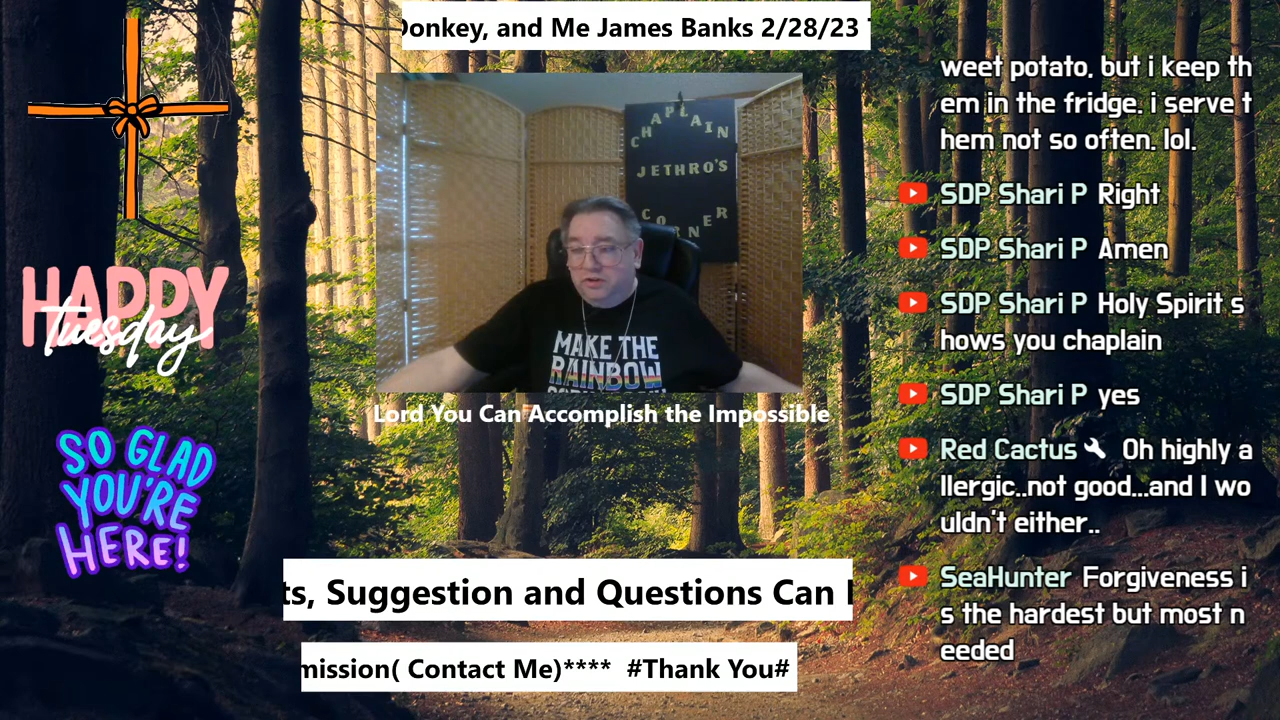 Donkey, and Me James Banks 2/28/23
CHAPLAIN
JETHRO'S
CORNER
MAKE THE
RAINBOW
Lord You Can Accomplish the Impossible
HAPPY
Tuesday
SO GLAD
YOU'RE
HERE!
ts, Suggestion and Questions Can
mission( Contact Me)**** #Thank You#
weet potato, but i keep th
em in the fridge. i serve t
hem not so often. lol.
SDP Shari P Right
SDP Shari P Amen
SDP Shari P Holy Spirit s
hows you chaplain
SDP Shari P yes
Red Cactus Oh highly a
llergic..not good...and I wo
uldn't either..
SeaHunter Forgiveness i
s the hardest but most n
eeded